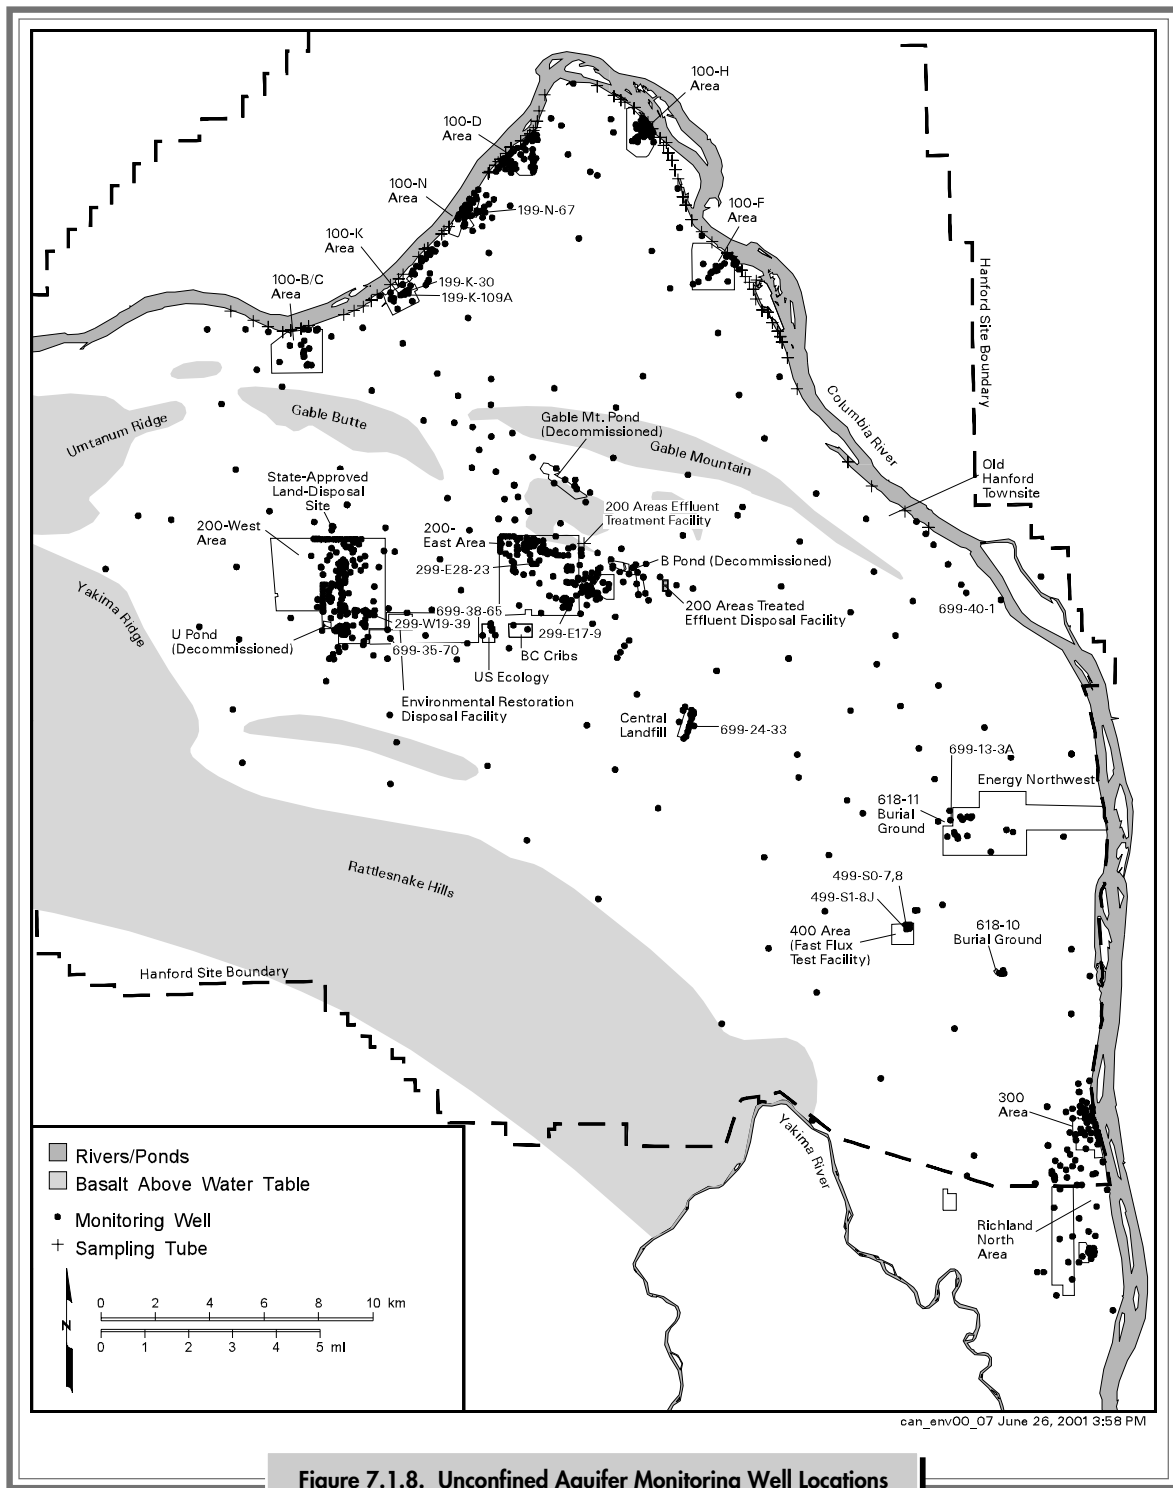 100-H
Area
100-D
Area
100-N
Area
199-N-67
100-F
Area
100-K
Area
199-K-30
199-K-109A
100-B/C
Area
Hanford Site Boundary
Columbia River
Umtanum Ridge
Gable Butte
Gable Mt. Pond
(Decommissioned)
Gable Mountain
Old
Hanford
Townsite
State-Approved
Land-Disposal
Site
200-West
Area
200-
East Area
200 Areas Effluent
Treatment Facility
299-E28-23
B Pond (Decommissioned)
Yakima Ridge
699-38-65
299-W19-39
200 Areas Treated
Effluent Disposal Facility
699-40-1
U Pond
(Decommissioned)
699-35-70
299-E17-9
BC Cribs
US Ecology
Environmental Restoration
Disposal Facility
Central
Landfill
699-24-33
699-13-3A
Energy Northwest
618-11
Burial
Ground
Rattlesnake Hills
499-S0-7,8
499-S1-8J
400 Area
(Fast Flux
Test Facility)
618-10
Burial Ground
Hanford Site Boundary
300
Area
Yakima River
Richland
North
Area
Rivers/Ponds
Basalt Above Water Table
Monitoring Well
Sampling Tube
N
0 2 4 6 8 10 km
0 1 2 3 4 5 mi
can_env00_07 June 26, 2001 3:58 PM
Figure 7.1.8. Unconfined Aquifer Monitoring Well Locations